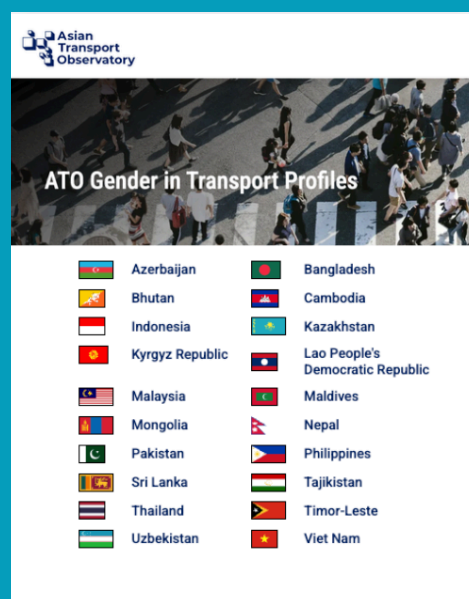 Asian
Transport
Observatory
ATO Gender in Transport Profiles
Azerbaijan
Bangladesh
Bhutan
Cambodia
Indonesia
Kazakhstan
Kyrgyz Republic
Lao People's
Democratic Republic
Malaysia
Maldives
Mongolia
Nepal
Pakistan
Philippines
Sri Lanka
Tajikistan
Thailand
Timor-Leste
Uzbekistan
Viet Nam